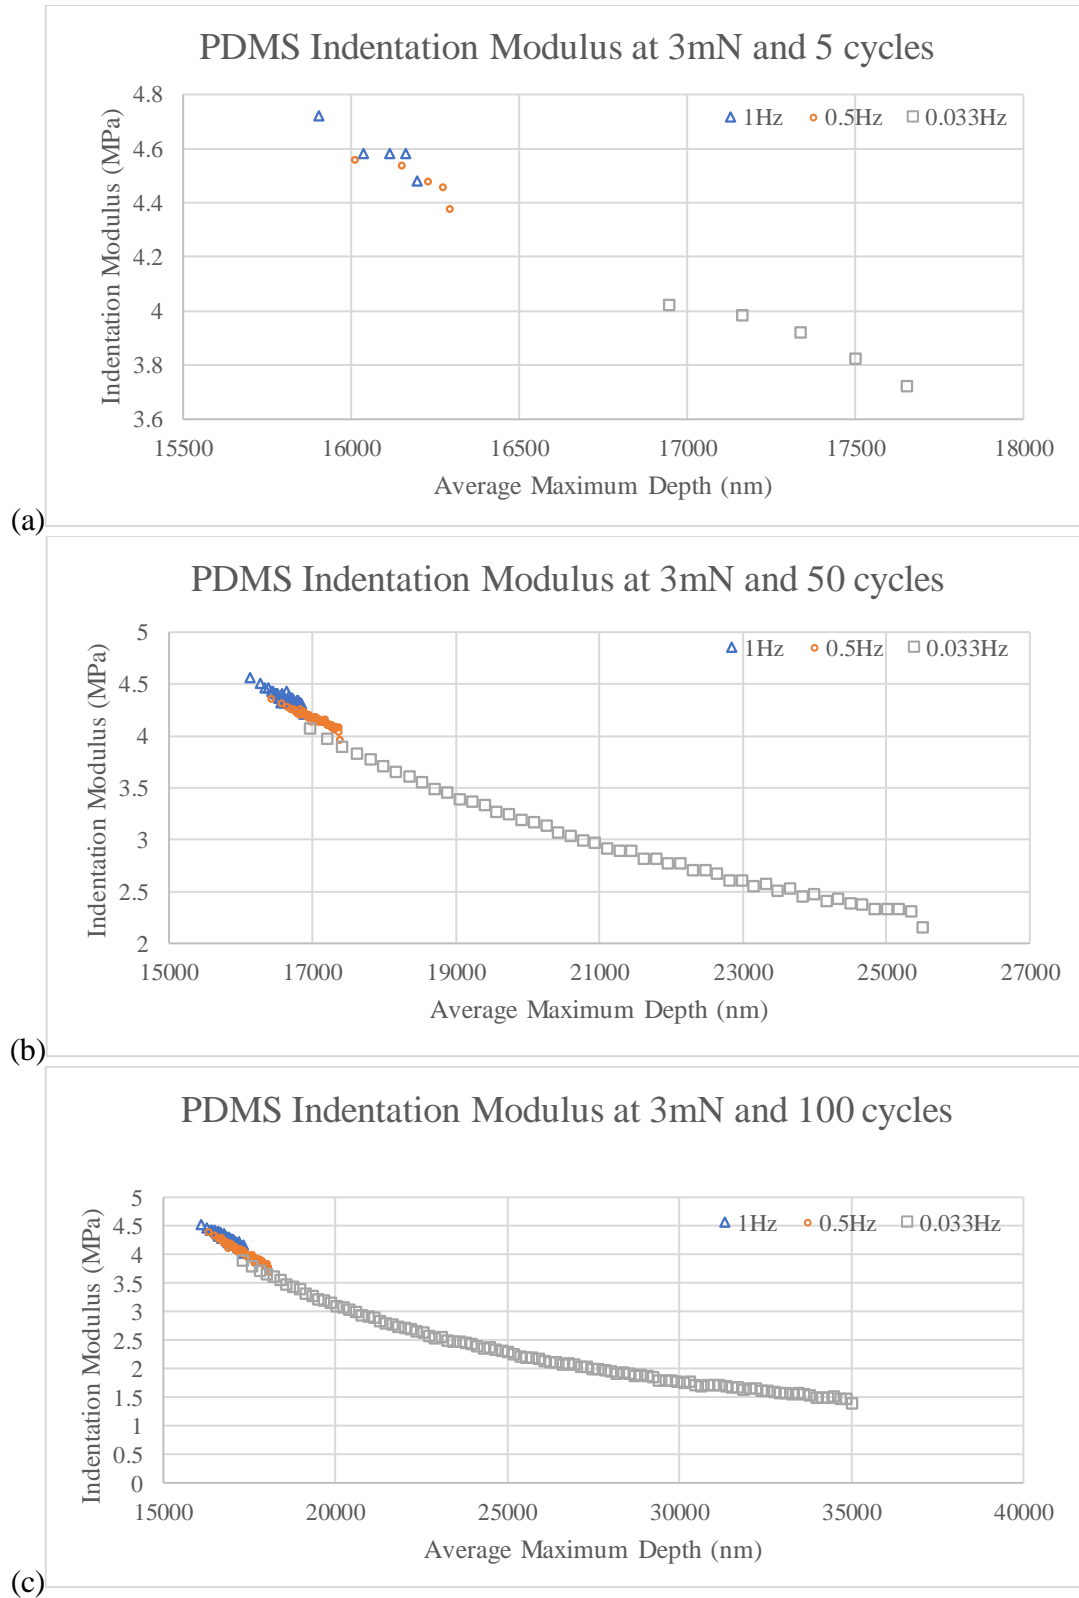 PDMS Indentation Modulus at 3mN and 5 cycles
Indentation Modulus (MPa)
4.8
4.6
4.4
4.2
4
3.8
3.6
1Hz 0.5Hz 0.033Hz
15500 16000 16500 17000 17500 18000
Average Maximum Depth (nm)
(a)
PDMS Indentation Modulus at 3mN and 50 cycles
Indentation Modulus (MPa)
5
4.5
4
3.5
3
2.5
2
1Hz 0.5Hz 0.033Hz
15000 17000 19000 21000 23000 25000 27000
Average Maximum Depth (nm)
(b)
PDMS Indentation Modulus at 3mN and 100 cycles
Indentation Modulus (MPa)
5
4.5
4
3.5
3
2.5
2
1.5
1
0.5
0
1Hz 0.5Hz 0.033Hz
15000 20000 25000 30000 35000 40000
Average Maximum Depth (nm)
(c)